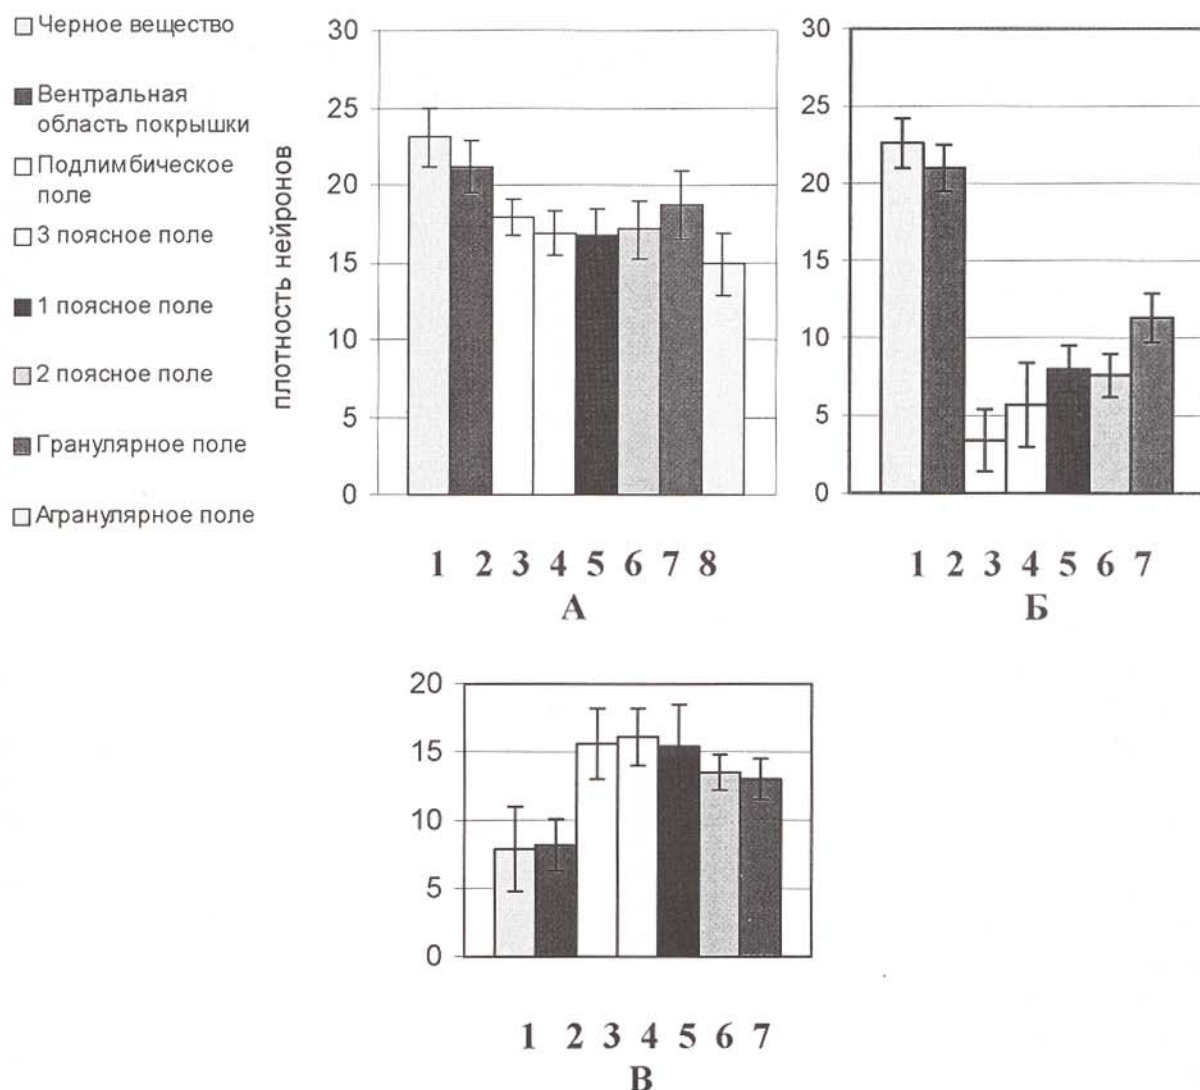 Черное вещество
Вентральная
область покрышки
Подлимбическое
поле
3 поясное поле
1 поясное поле
2 поясное поле
Гранулярное поле
Агранулярное поле
плотность нейронов
30
25
20
15
10
5
0
1 2 3 4 5 6 7 8
А
30
25
20
15
10
5
0
1 2 3 4 5 6 7
Б
20
15
10
5
0
1 2 3 4 5 6 7
В